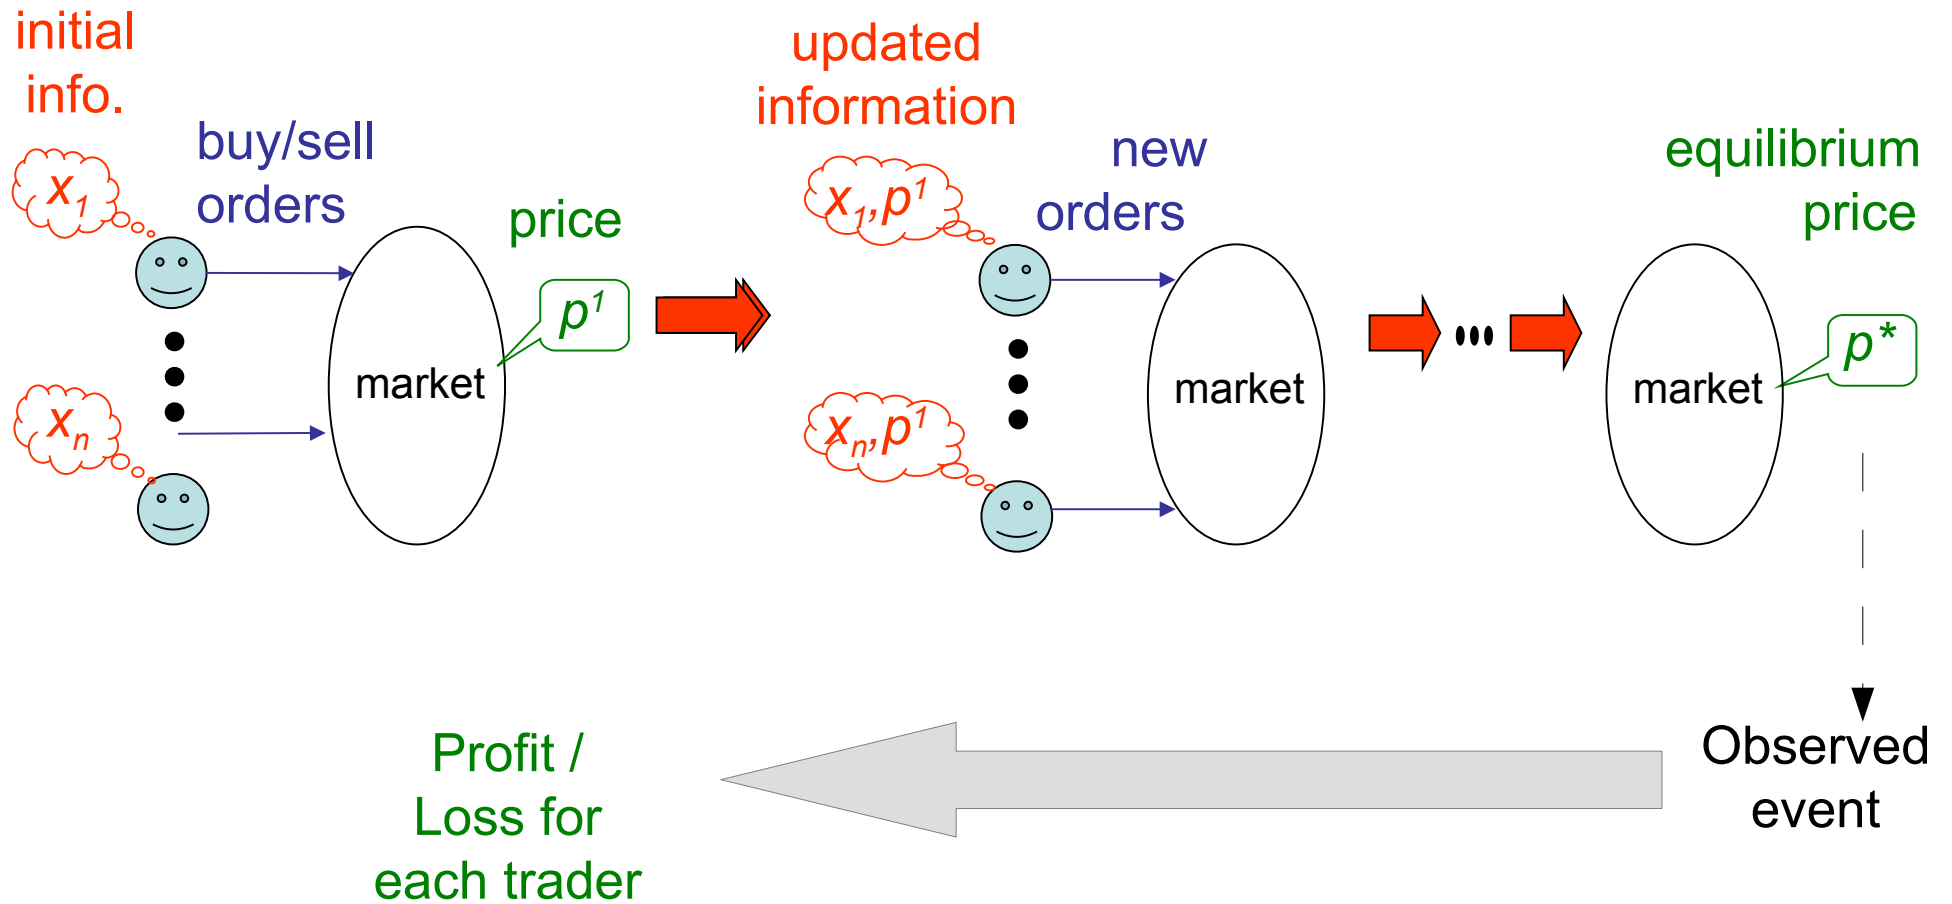 initial
info.
x1
buy/sell
orders
xn
market
price
p1
updated
information
x1,p1
new
orders
xn,p1
market
equilibrium
price
market
p*
Observed
event
Profit /
Loss for
each trader